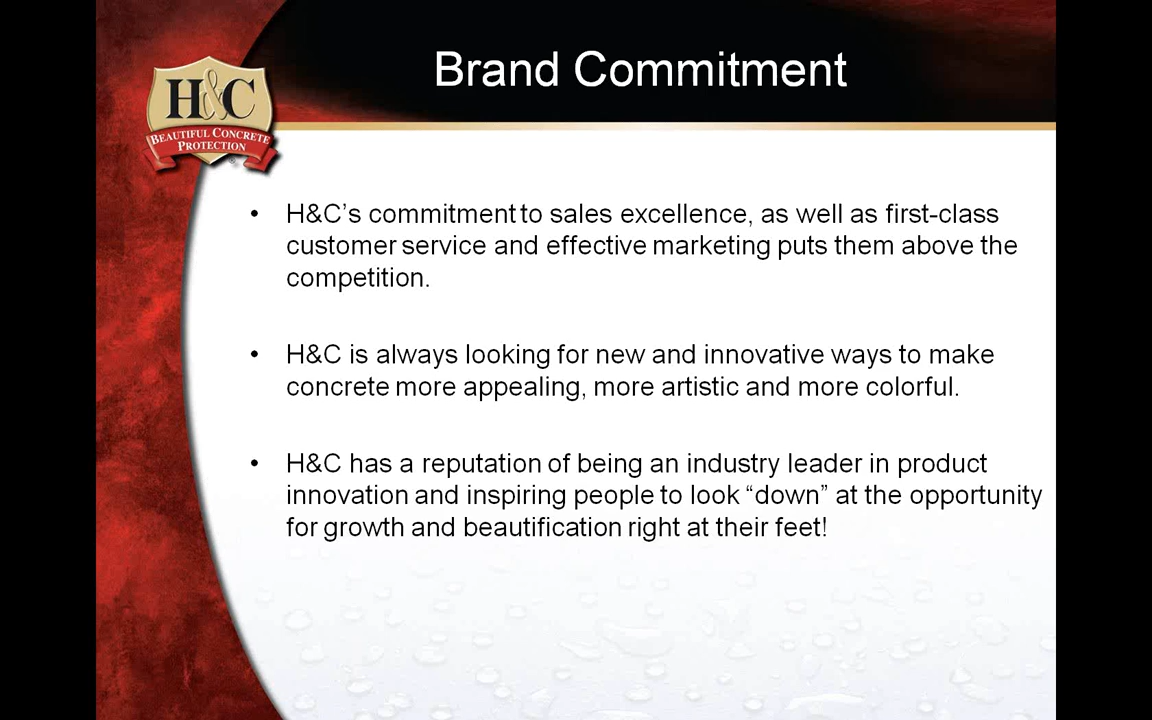 Brand Commitment
H&C
BEAUTIFUL CONCRETE
PROTECTION
®
• H&C’s commitment to sales excellence, as well as first-class
customer service and effective marketing puts them above the
competition.
• H&C is always looking for new and innovative ways to make
concrete more appealing, more artistic and more colorful.
• H&C has a reputation of being an industry leader in product
innovation and inspiring people to look “down” at the opportunity
for growth and beautification right at their feet!